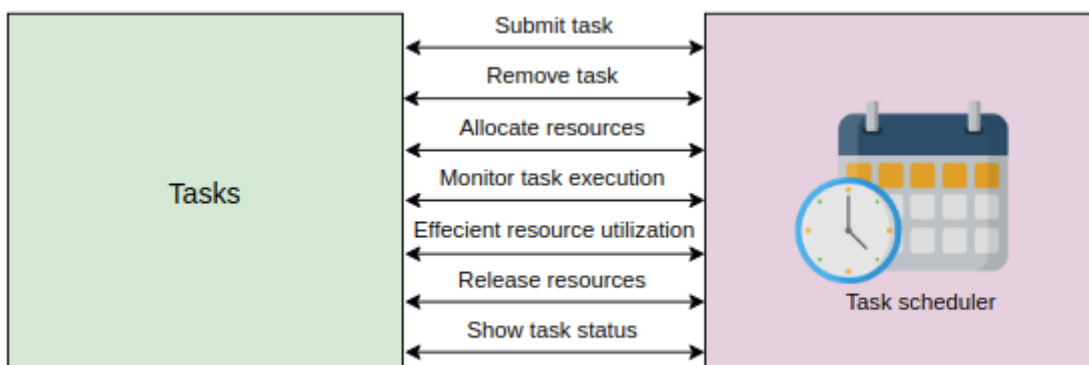 Submit task
Remove task
Allocate resources
Monitor task execution
Effecient resource utilization
Release resources
Show task status
Tasks
Task scheduler